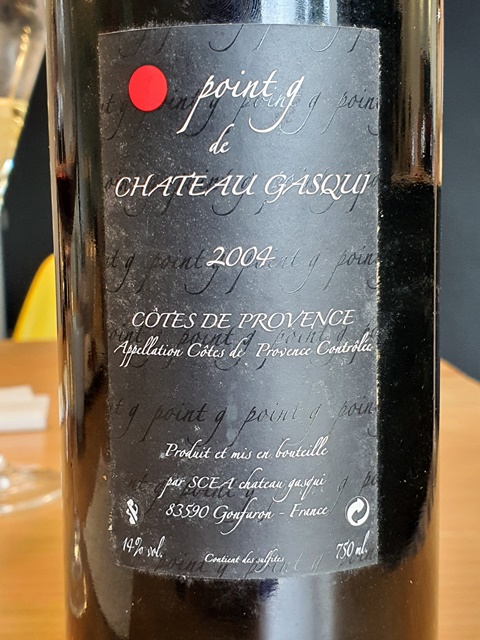 point g
de
CHATEAU GASQUI
2004
CÔTES DE PROVENCE
Appellation Côtes de Provence Contrôlée
Produit et mis en bouteille
par SCEA chateau gasqui
83590 Gonfaron - France
14% vol.
Contient des sulfites
750 ml.